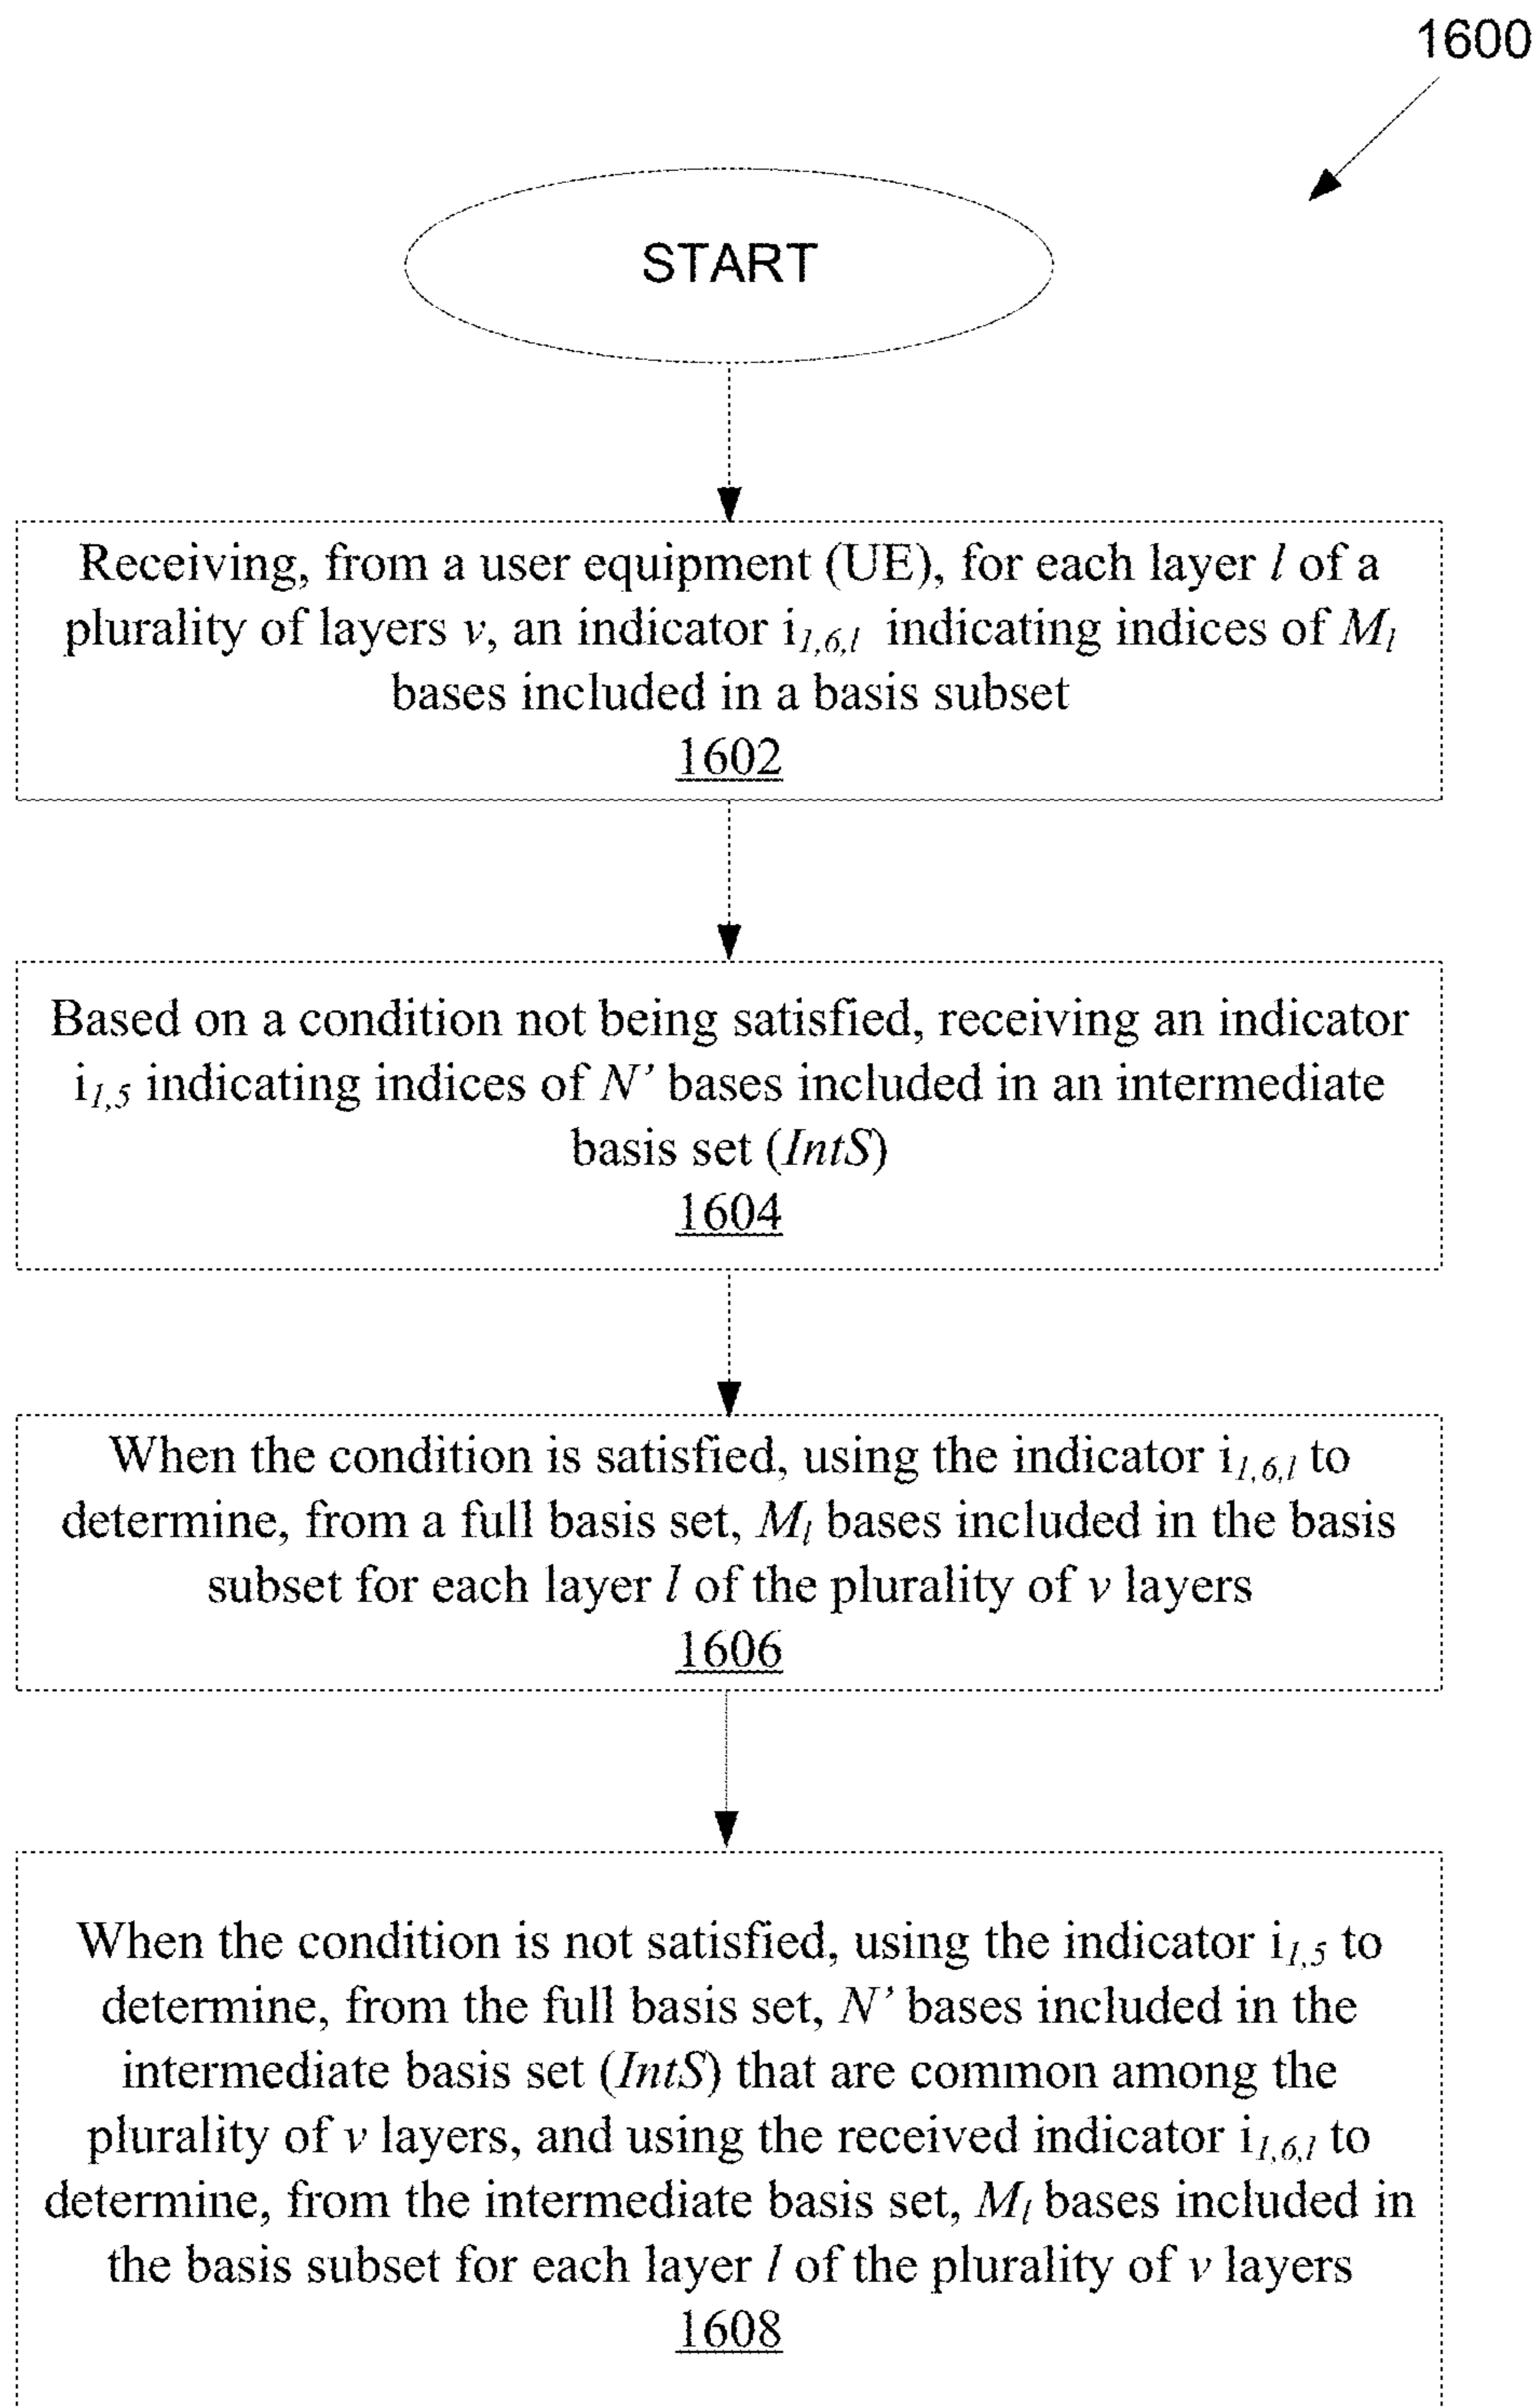 1600
START
Receiving, from a user equipment (UE), for each layer l of a
plurality of layers v, an indicator i1,6,l indicating indices of Ml
bases included in a basis subset
1602
Based on a condition not being satisfied, receiving an indicator
i1,5 indicating indices of N’ bases included in an intermediate
basis set (IntS)
1604
When the condition is satisfied, using the indicator i1,6,l to
determine, from a full basis set, Ml bases included in the basis
subset for each layer l of the plurality of v layers
1606
When the condition is not satisfied, using the indicator i1,5 to
determine, from the full basis set, N’ bases included in the
intermediate basis set (IntS) that are common among the
plurality of v layers, and using the received indicator i1,6,l to
determine, from the intermediate basis set, Ml bases included in
the basis subset for each layer l of the plurality of v layers
1608